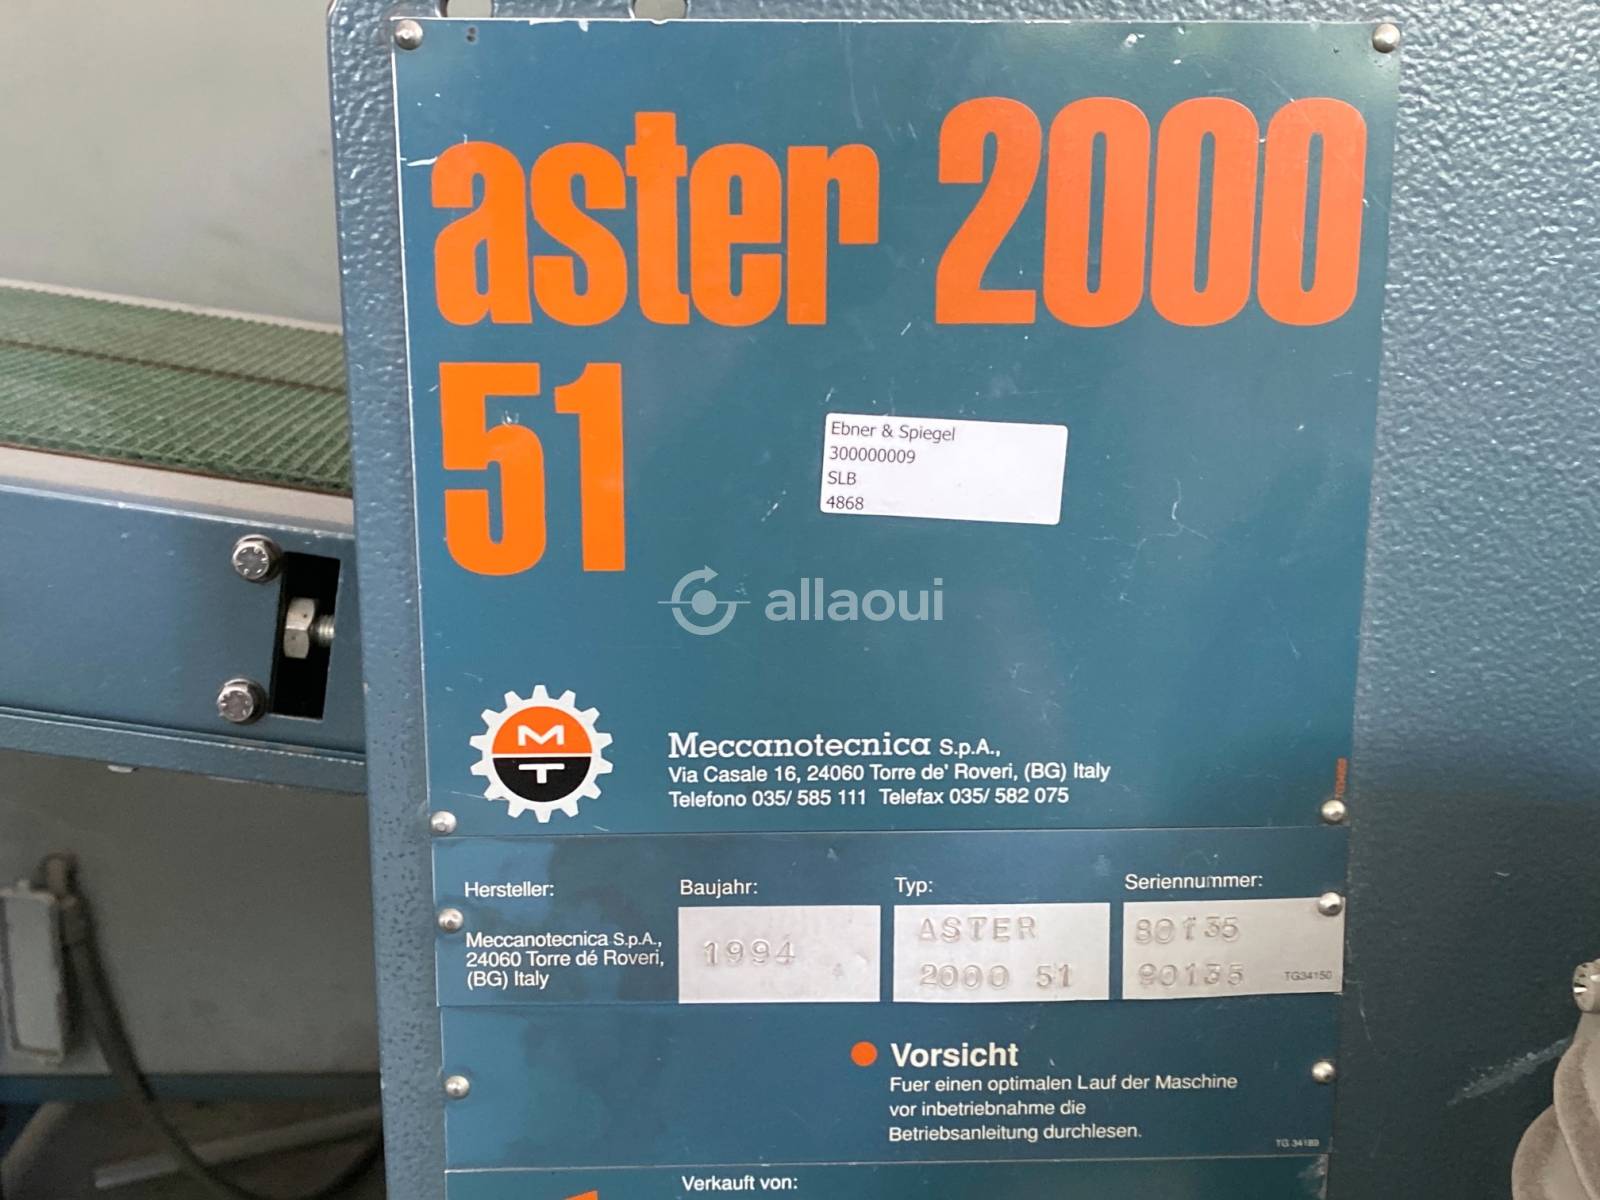 aster 2000
51
Ebner & Spiegel
300000009
SLB
4868
allaoui
M
T
Meccanotecnica S.p.A.,
Via Casale 16, 24060 Torre de' Roveri, (BG) Italy
Telefono 035/ 585 111 Telefax 035/ 582 075
Hersteller:
Meccanotecnica S.p.A.,
24060 Torre dé Roveri,
(BG) Italy
Baujahr:
1994
Typ:
ASTER
2000 51
Seriennummer:
80135
90135
TG34150
Vorsicht
Fuer einen optimalen Lauf der Maschine
vor inbetriebnahme die
Betriebsanleitung durchlesen.
TG 34189
Verkauft von: